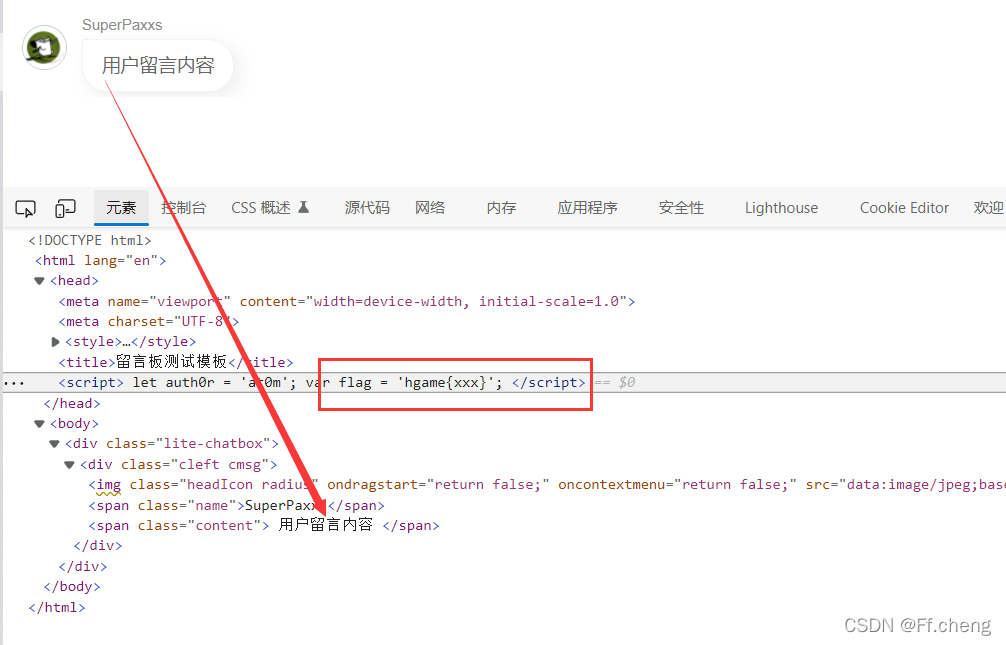 SuperPaxxs
用户留言内容
元素 控制台 CSS 概述 源代码 网络 内存 应用程序 安全性 Lighthouse Cookie Editor 欢迎
<!DOCTYPE html>
<html lang="en">
<head>
<meta name="viewport" content="width=device-width, initial-scale=1.0">
<meta charset="UTF-8">
<style>…</style>
<title>留言板测试模板</title>
<script> let auth0r = 'at0m'; var flag = 'hgame{xxx}'; </script> == $0
</head>
<body>
<div class="lite-chatbox">
<div class="cleft cmsg">
<img class="headIcon radius" ondragstart="return false;" oncontextmenu="return false;" src="data:image/jpeg;base
<span class="name">SuperPaxxs</span>
<span class="content"> 用户留言内容 </span>
</div>
</div>
</body>
</html>
CSDN @Ff.cheng